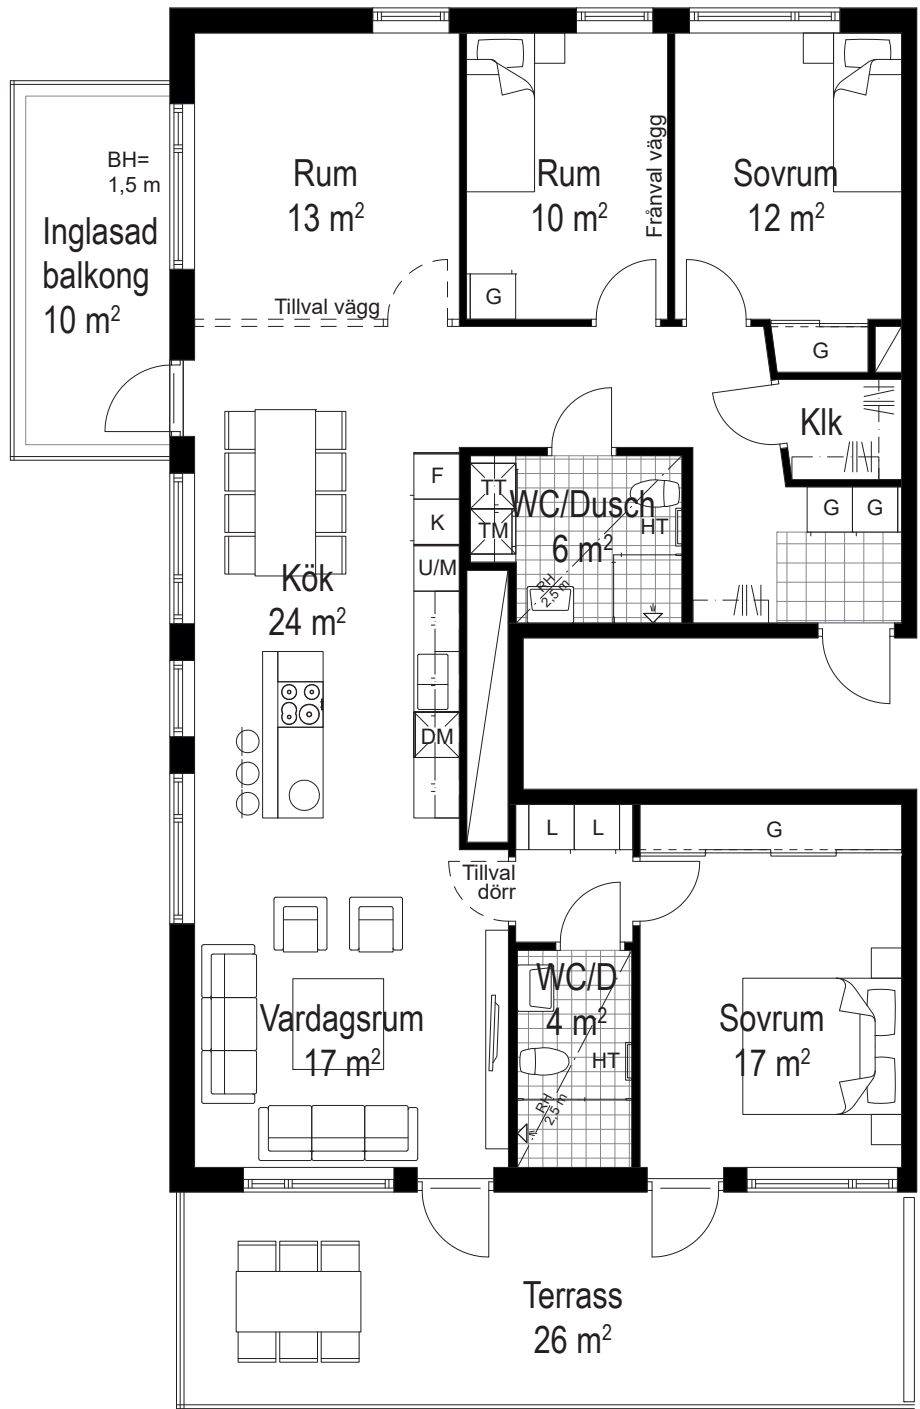 BH=
1,5 m
Inglasad
balkong
10 m²
Rum
13 m²
Rum
10 m²
Frånval vägg
Sovrum
12 m²
Tillval vägg
G
G
Klk
G G
F
K
U/M
DM
TT
TM
WC/Dusch
6 m²
HT
RH
2,5 m
Kök
24 m²
L L
G
Tillval
dörr
WC/D
4 m²
HT
RH
2,5 m
Vardagsrum
17 m²
Sovrum
17 m²
Terrass
26 m²